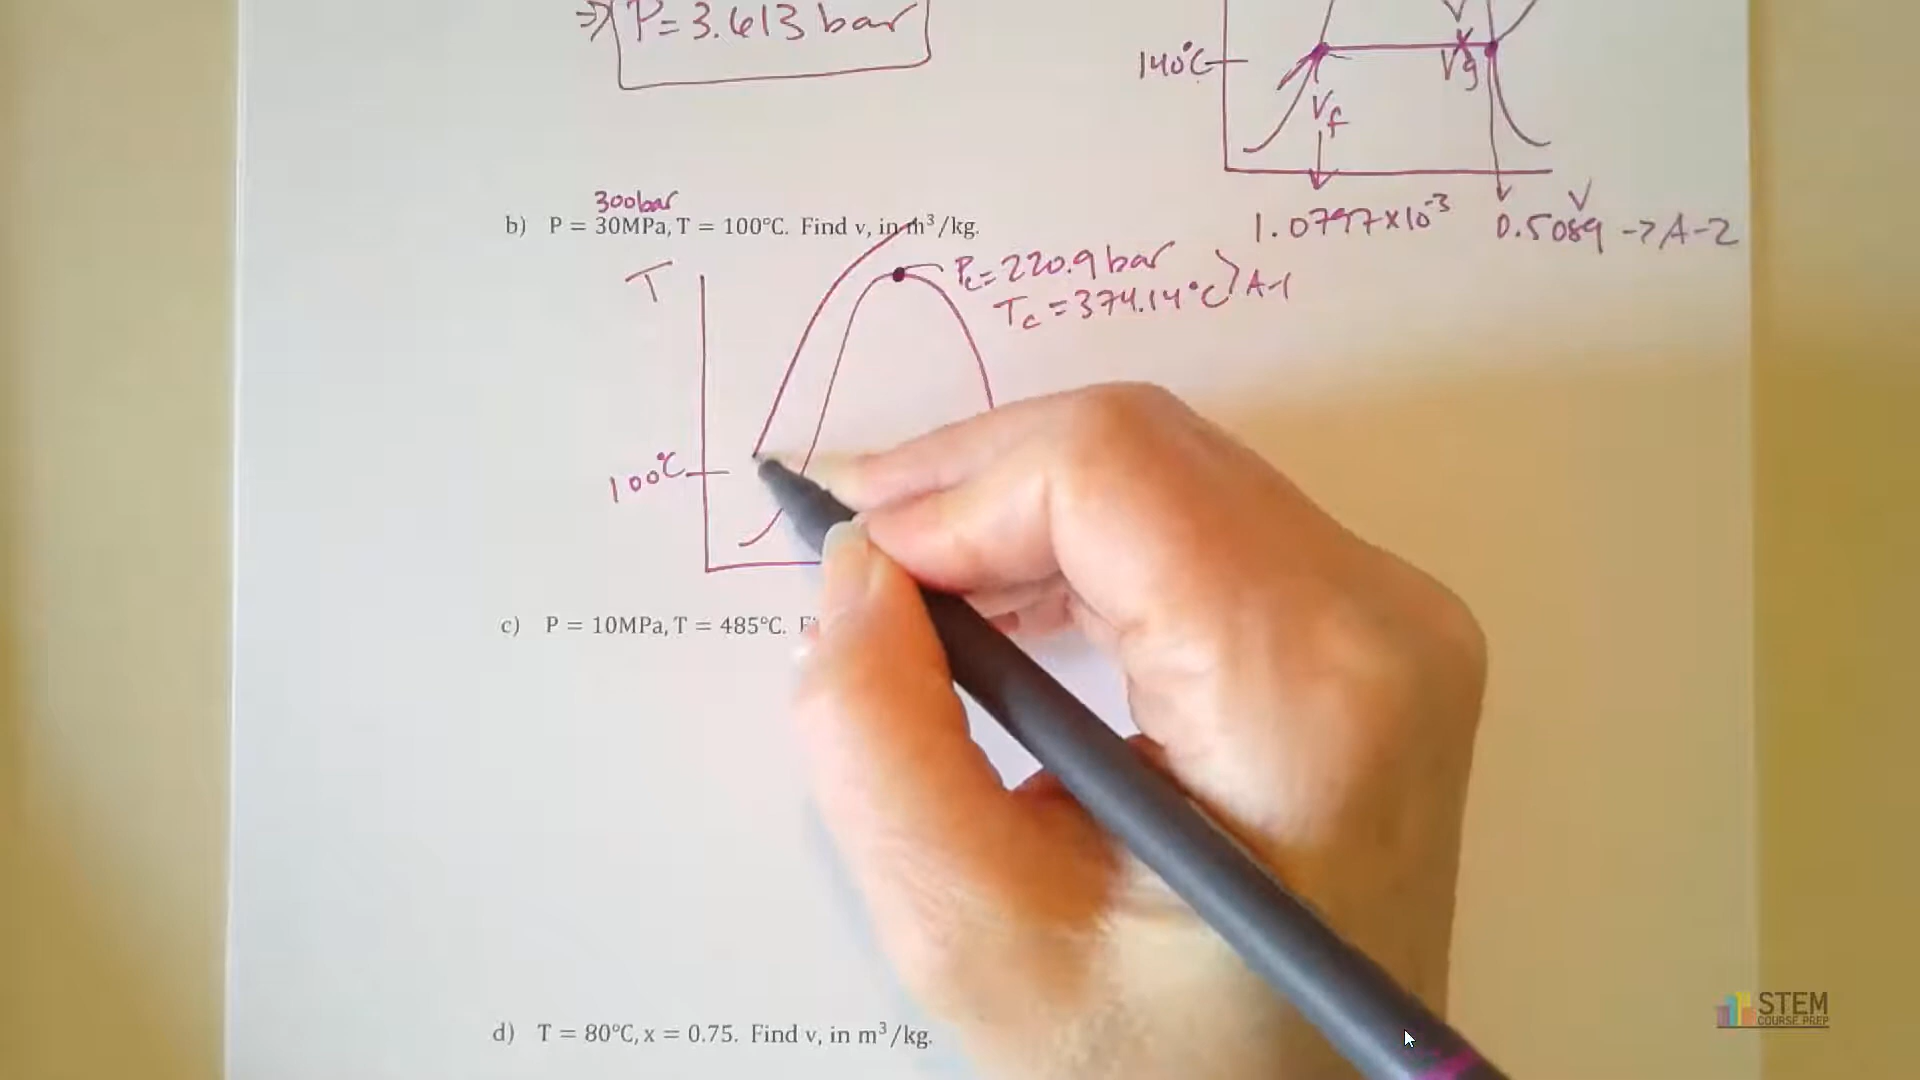 ⇒ P = 3.613 bar
140°C
Vg
Vf
V
1.0797x10⁻³
0.5089 → A-2
300bar
b) P = 30MPa, T = 100°C. Find v, in m³/kg.
T
Pc = 220.9 bar
Tc = 374.14°C
A-1
100°C
c) P = 10MPa, T = 485°C.
d) T = 80°C, x = 0.75. Find v, in m³/kg.
STEM
COURSE PREP